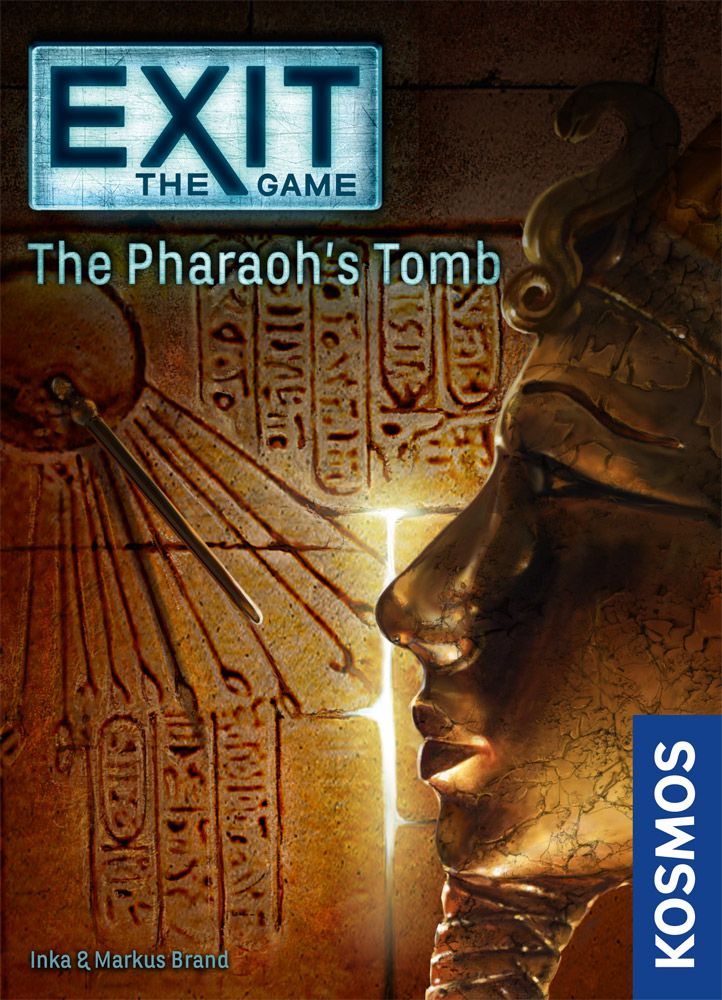 EXIT
THE GAME
The Pharaoh's Tomb
Inka & Markus Brand
KOSMOS